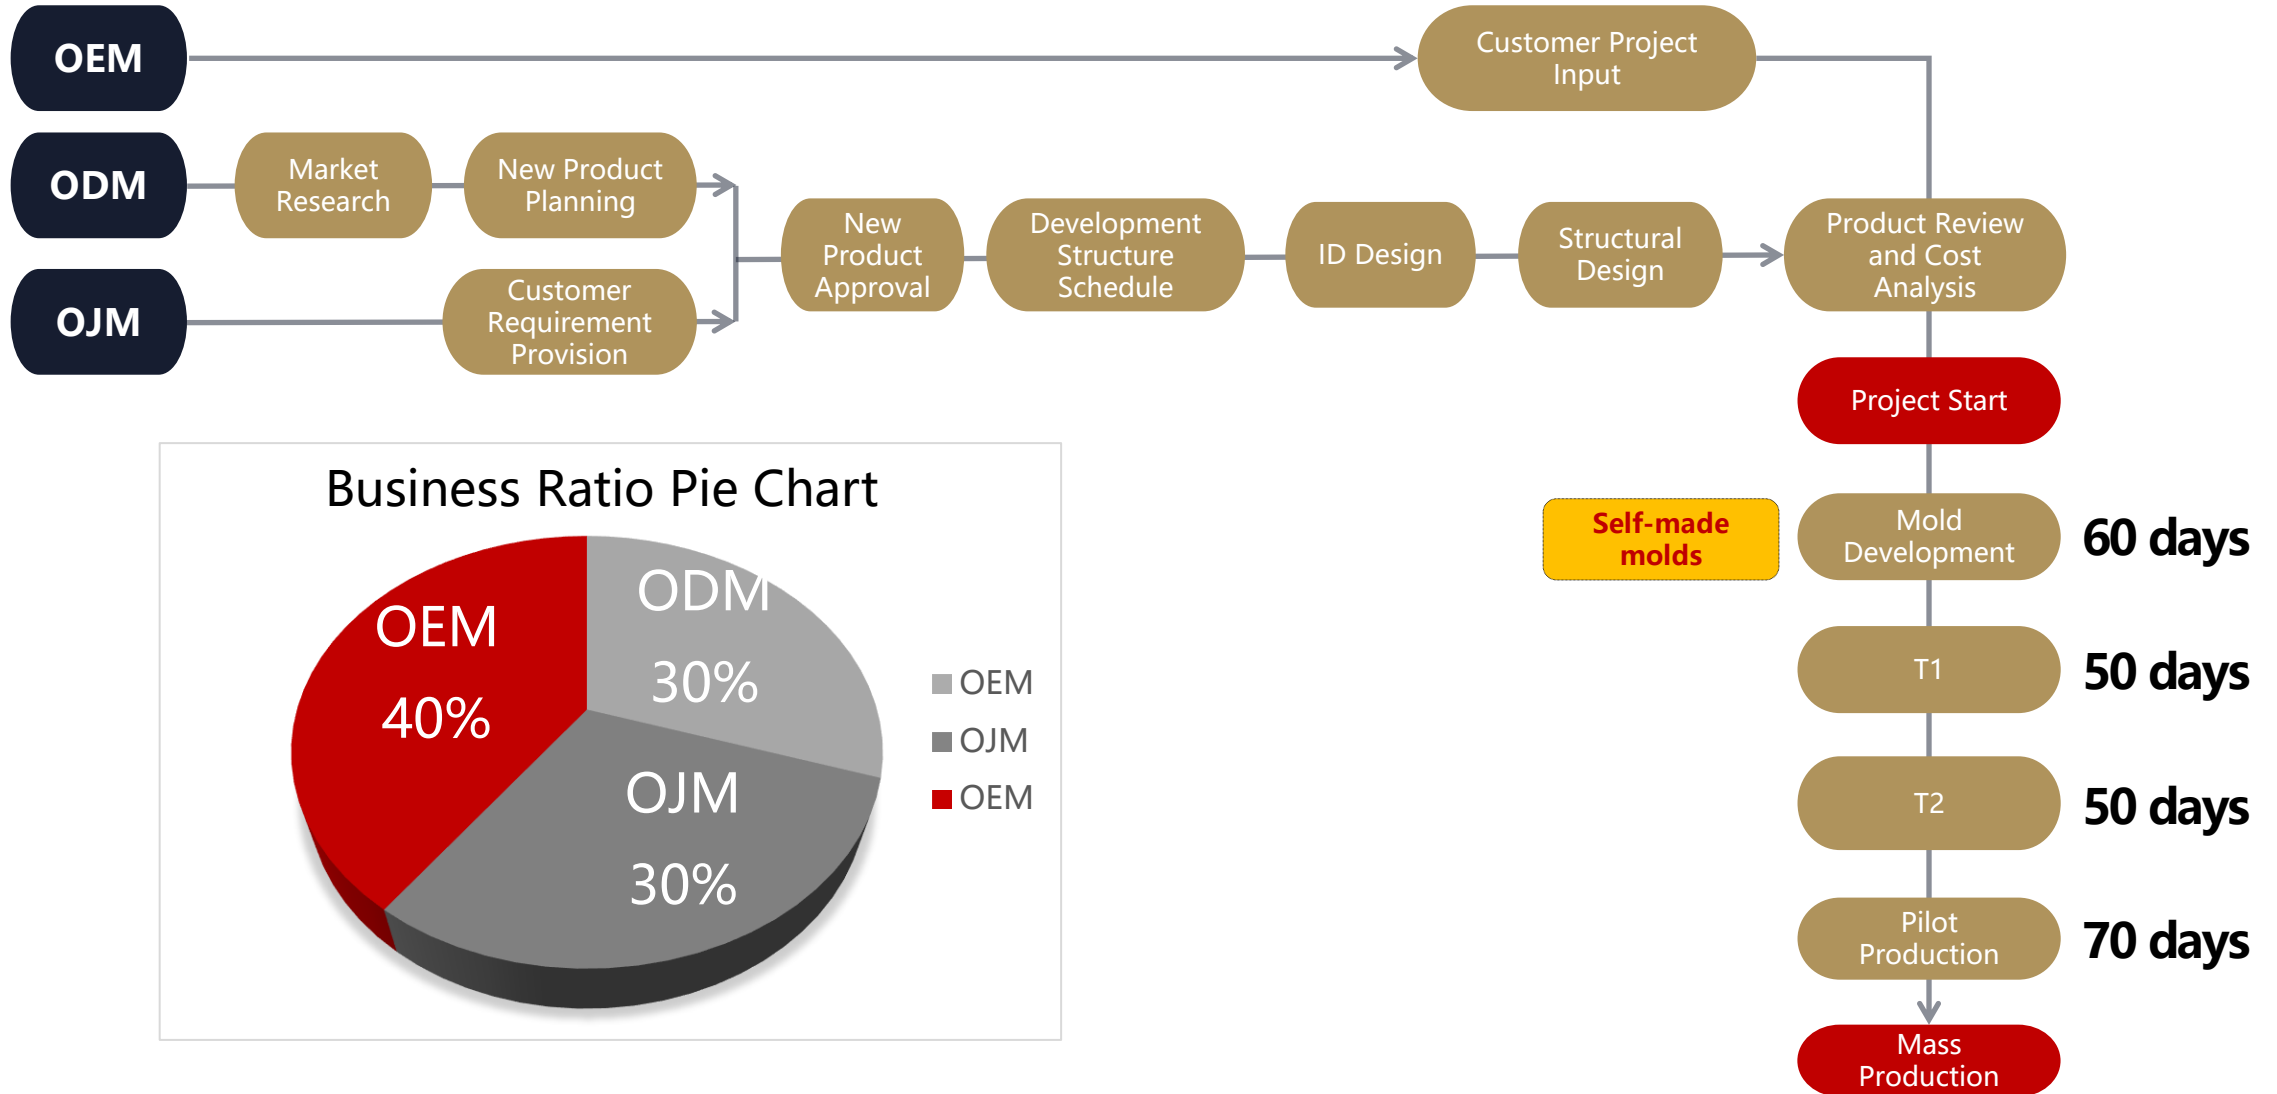 OEM
Customer Project
Input
ODM
Market
Research
New Product
Planning
OJM
Customer
Requirement
Provision
New
Product
Approval
Development
Structure
Schedule
ID Design
Structural
Design
Product Review
and Cost
Analysis
Project Start
Self-made
molds
Mold
Development
60 days
T1
50 days
T2
50 days
Pilot
Production
70 days
Mass
Production
Business Ratio Pie Chart
ODM
30%
OEM
40%
OJM
30%
OEM
OJM
OEM